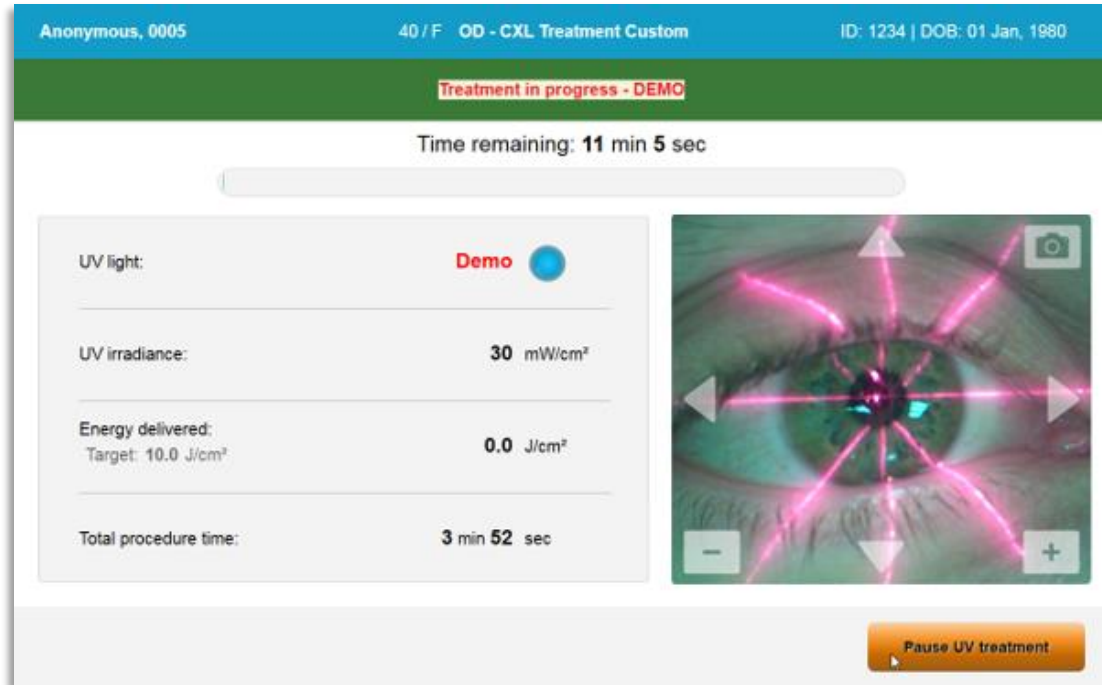 Anonymous, 0005 40 / F OD - CXL Treatment Custom ID: 1234 | DOB: 01 Jan, 1980
Treatment in progress - DEMO
Time remaining: 11 min 5 sec
UV light: Demo
UV irradiance: 30 mW/cm²
Energy delivered:
Target: 10.0 J/cm² 0.0 J/cm²
Total procedure time: 3 min 52 sec
Pause UV treatment